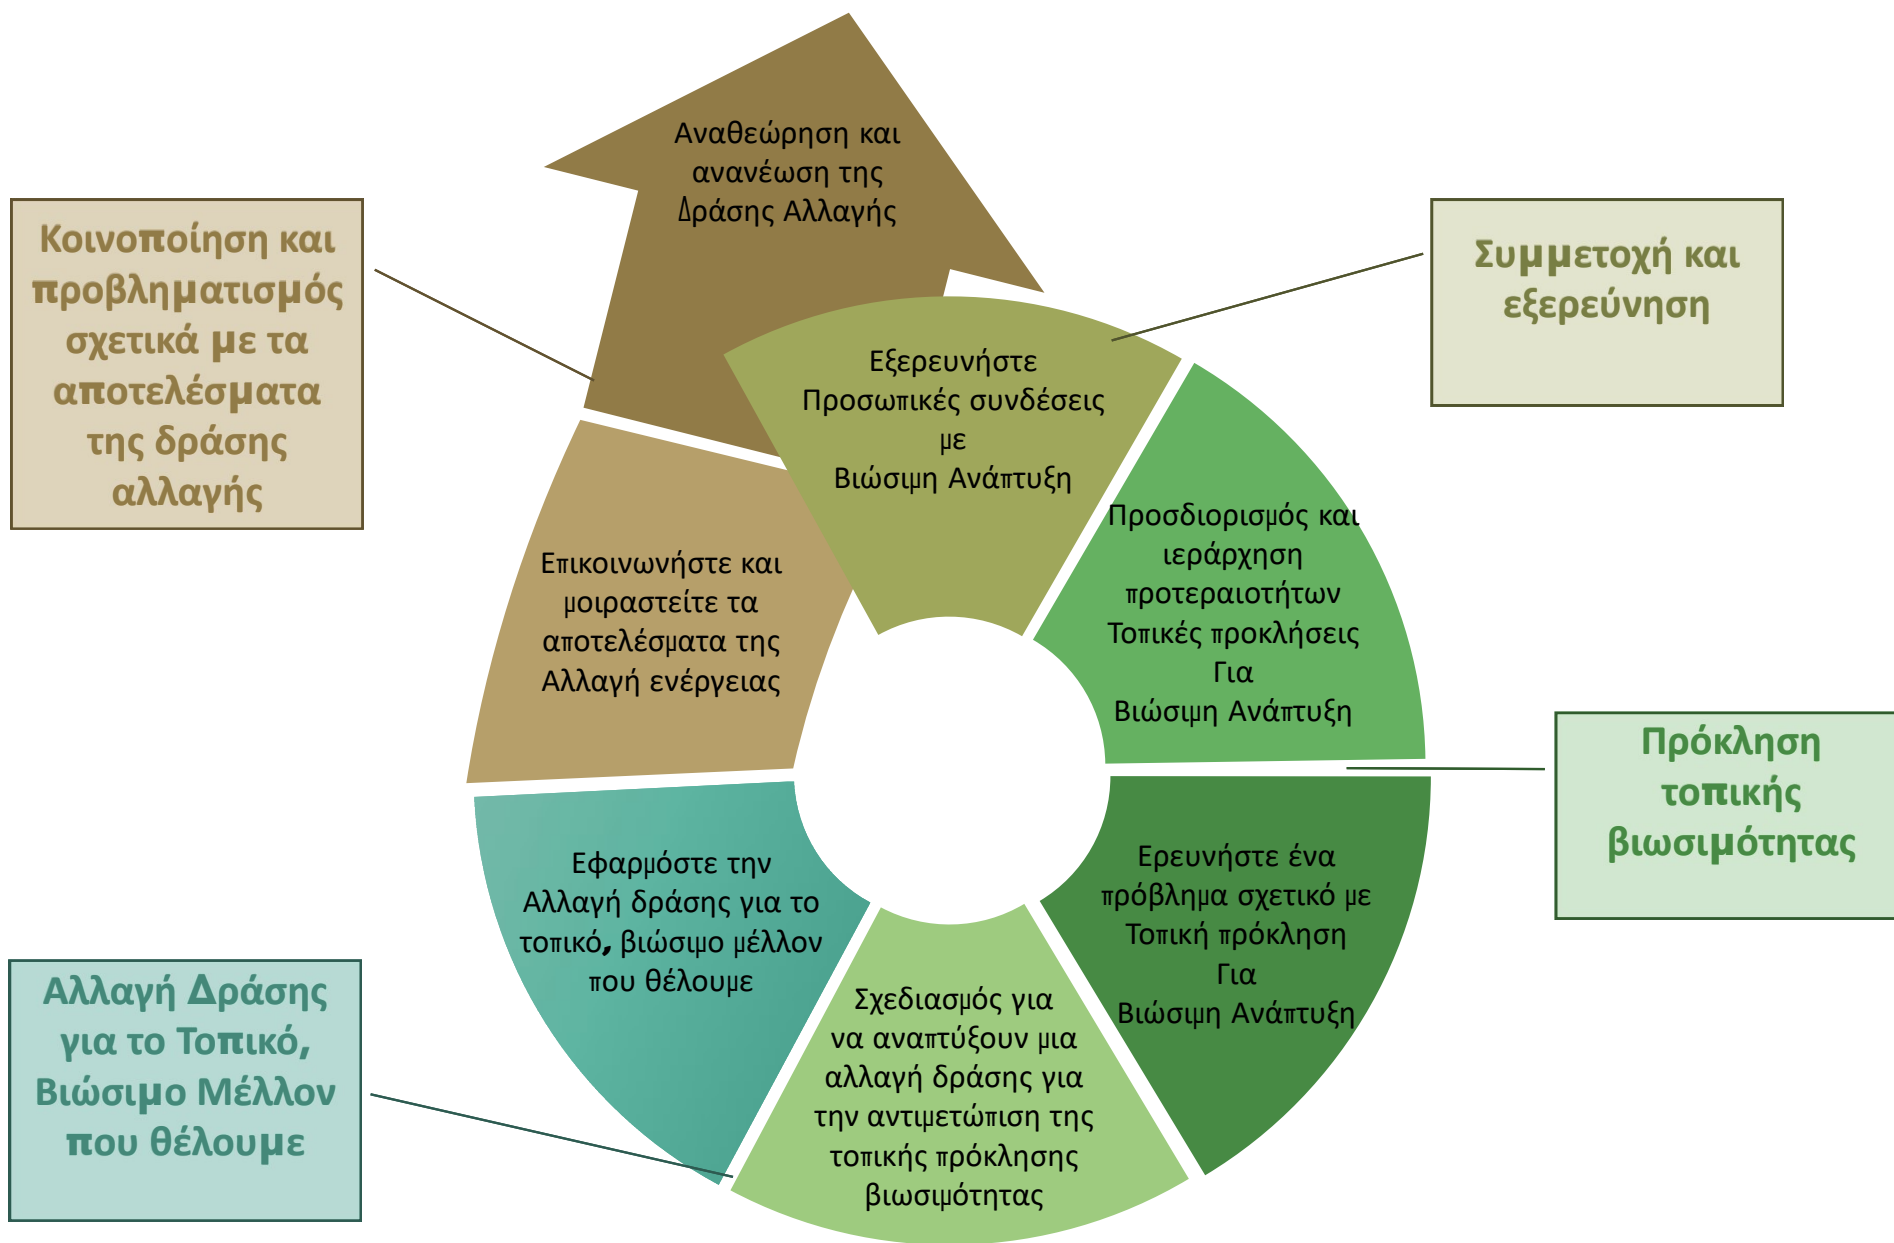 Αναθεώρηση και
ανανέωση της
Δράσης Αλλαγής
Κοινοποίηση και
προβληματισμός
σχετικά με τα
αποτελέσματα
της δράσης
αλλαγής
Συμμετοχή και
εξερεύνηση
Εξερευνήστε
Προσωπικές συνδέσεις
με
Βιώσιμη Ανάπτυξη
Προσδιορισμός και
ιεράρχηση
προτεραιοτήτων
Τοπικές προκλήσεις
Για
Βιώσιμη Ανάπτυξη
Επικοινωνήστε και
μοιραστείτε τα
αποτελέσματα της
Αλλαγή ενέργειας
Πρόκληση
τοπικής
βιωσιμότητας
Ερευνήστε ένα
πρόβλημα σχετικό με
Τοπική πρόκληση
Για
Βιώσιμη Ανάπτυξη
Εφαρμόστε την
Αλλαγή δράσης για το
τοπικό, βιώσιμο μέλλον
που θέλουμε
Σχεδιασμός για
να αναπτύξουν μια
αλλαγή δράσης για
την αντιμετώπιση της
τοπικής πρόκλησης
βιωσιμότητας
Αλλαγή Δράσης
για το Τοπικό,
Βιώσιμο Μέλλον
που θέλουμε